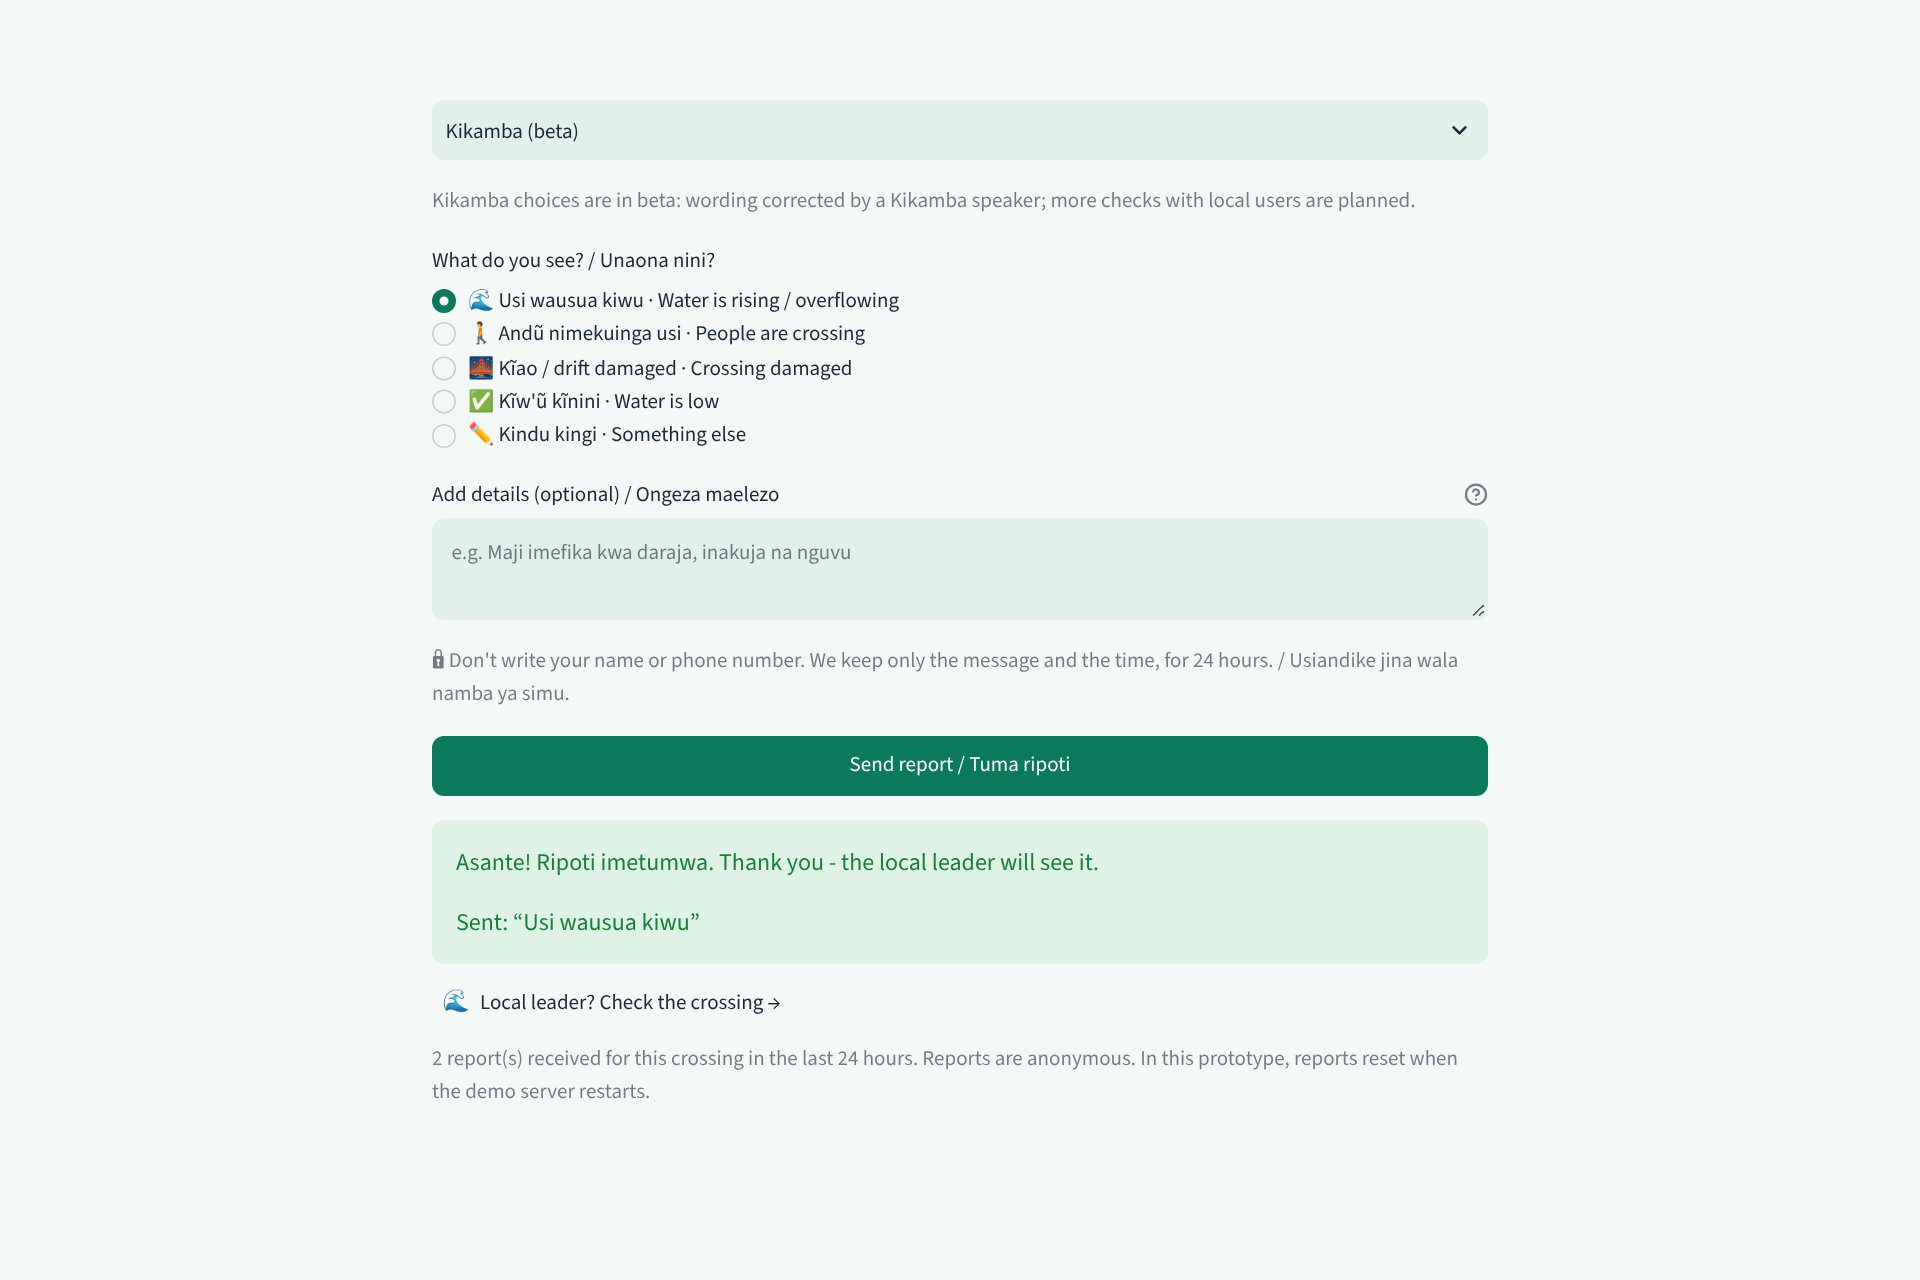 Kikamba (beta)
Kikamba choices are in beta: wording corrected by a Kikamba speaker; more checks with local users are planned.
What do you see? / Unaona nini?
🌊 Usi wausua kiwu · Water is rising / overflowing
🚶 Andũ nimekuinga usi · People are crossing
🌉 Kĩao / drift damaged · Crossing damaged
✅ Kĩw'ũ kĩnini · Water is low
✏️ Kindu kingi · Something else
Add details (optional) / Ongeza maelezo
e.g. Maji imefika kwa daraja, inakuja na nguvu
🔒 Don't write your name or phone number. We keep only the message and the time, for 24 hours. / Usiandike jina wala
namba ya simu.
Send report / Tuma ripoti
Asante! Ripoti imetumwa. Thank you - the local leader will see it.
Sent: “Usi wausua kiwu”
🌊 Local leader? Check the crossing →
2 report(s) received for this crossing in the last 24 hours. Reports are anonymous. In this prototype, reports reset when
the demo server restarts.